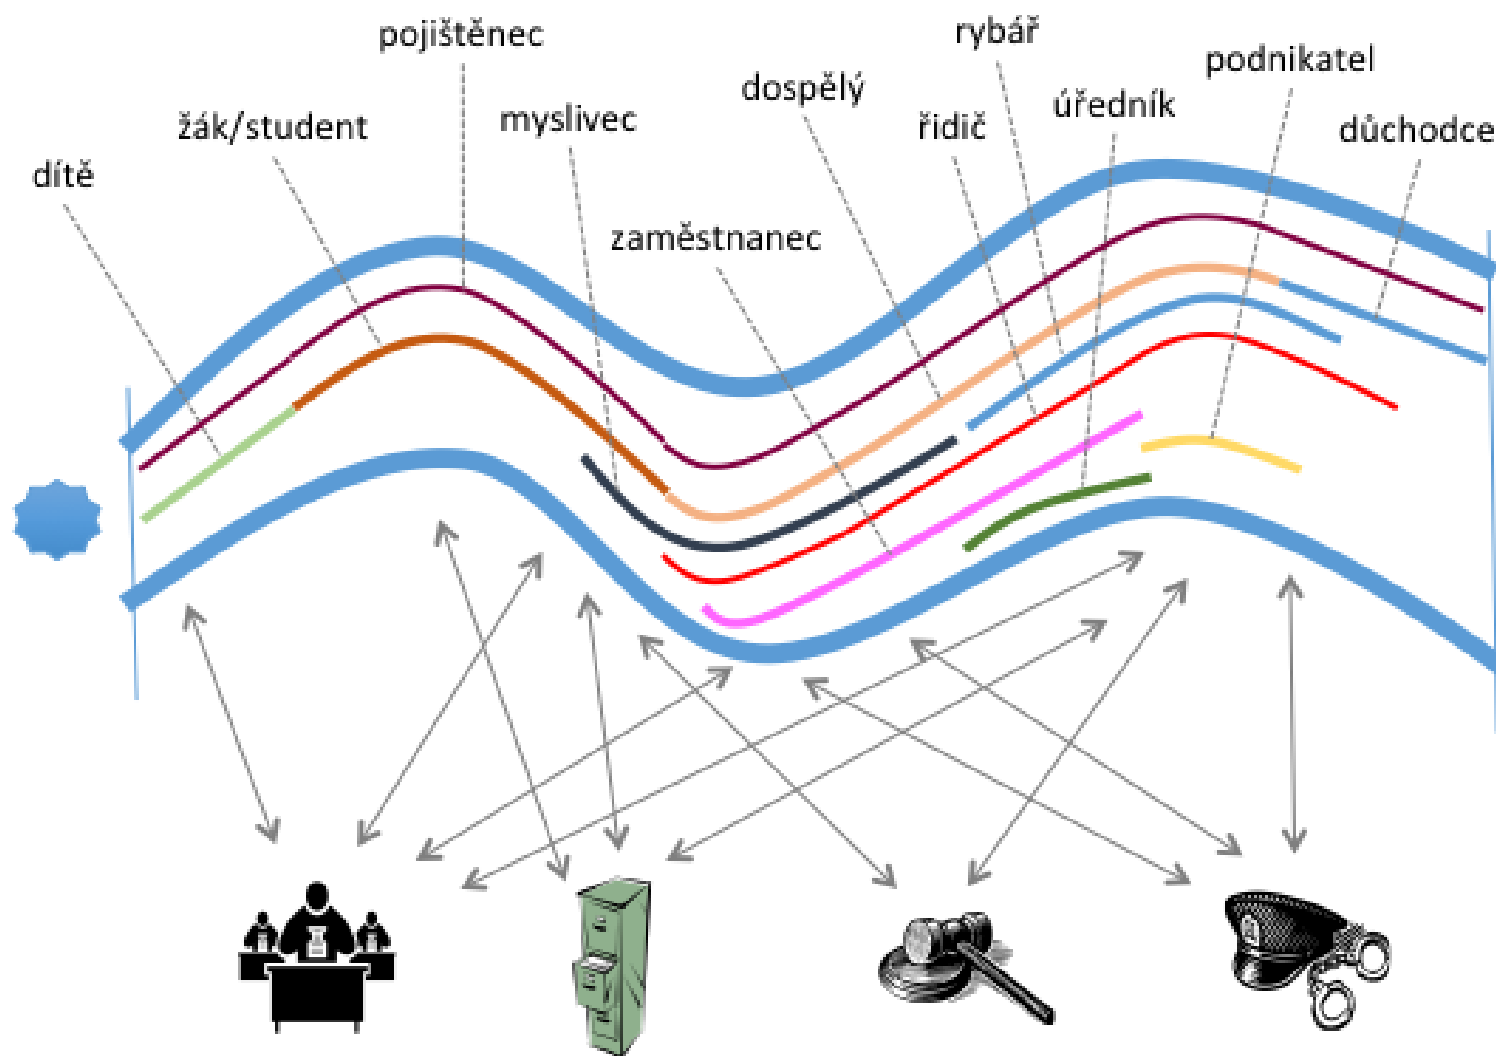 pojištěnec
rybář
podnikatel
dospělý
úředník
myslivec
žák/student
řidič
důchodce
dítě
zaměstnanec